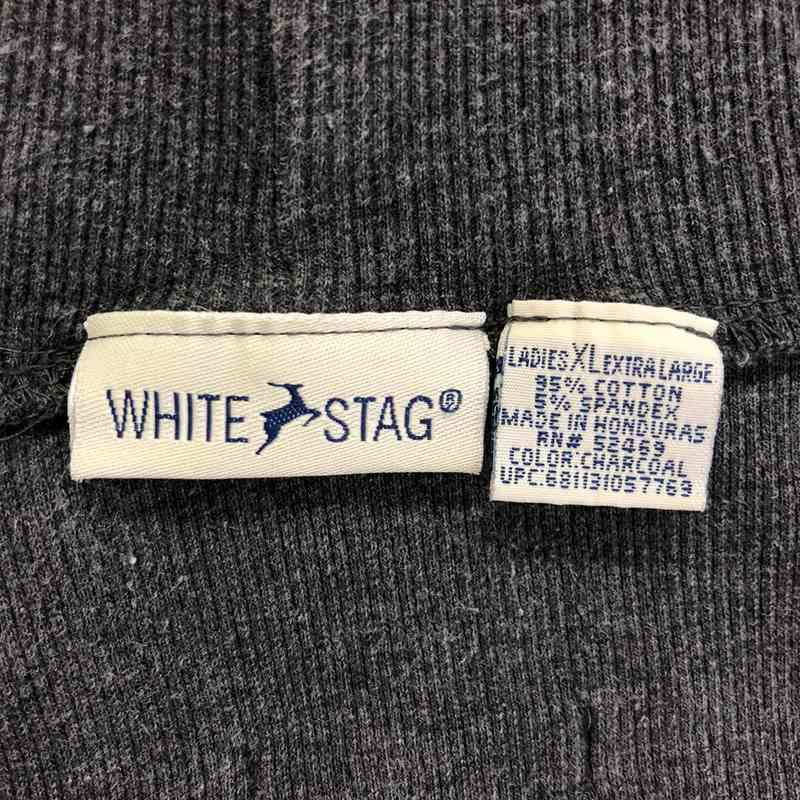 WHITE STAG®
LADIES XL EXTRA LARGE
95% COTTON
5% SPANDEX
MADE IN HONDURAS
RN# 52469
COLOR:CHARCOAL
UPC.681131057769